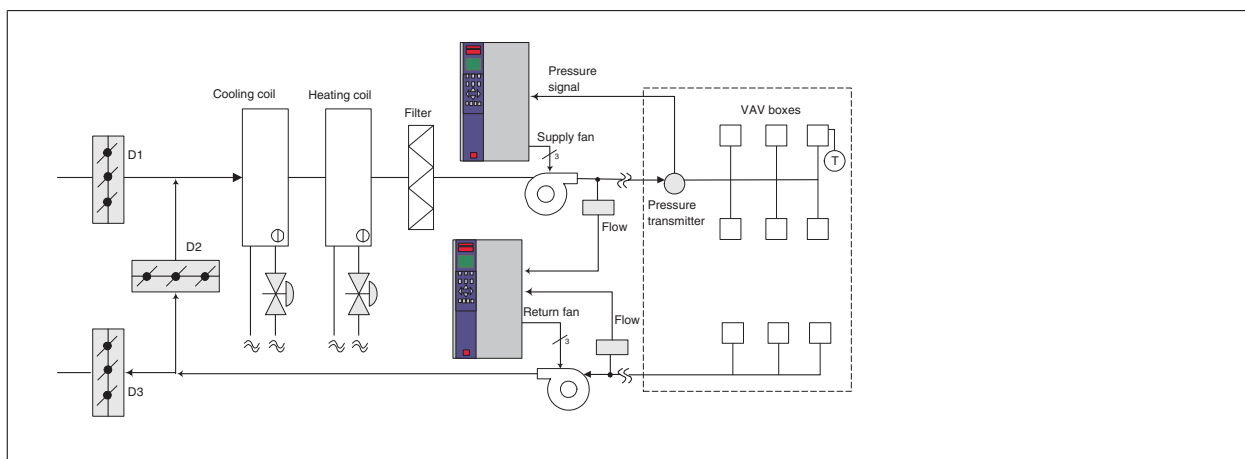 Pressure
signal
Cooling coil
Heating coil
Filter
VAV boxes
Supply fan
3
D1
T
Pressure
transmitter
Flow
D2
Return fan
3
Flow
D3